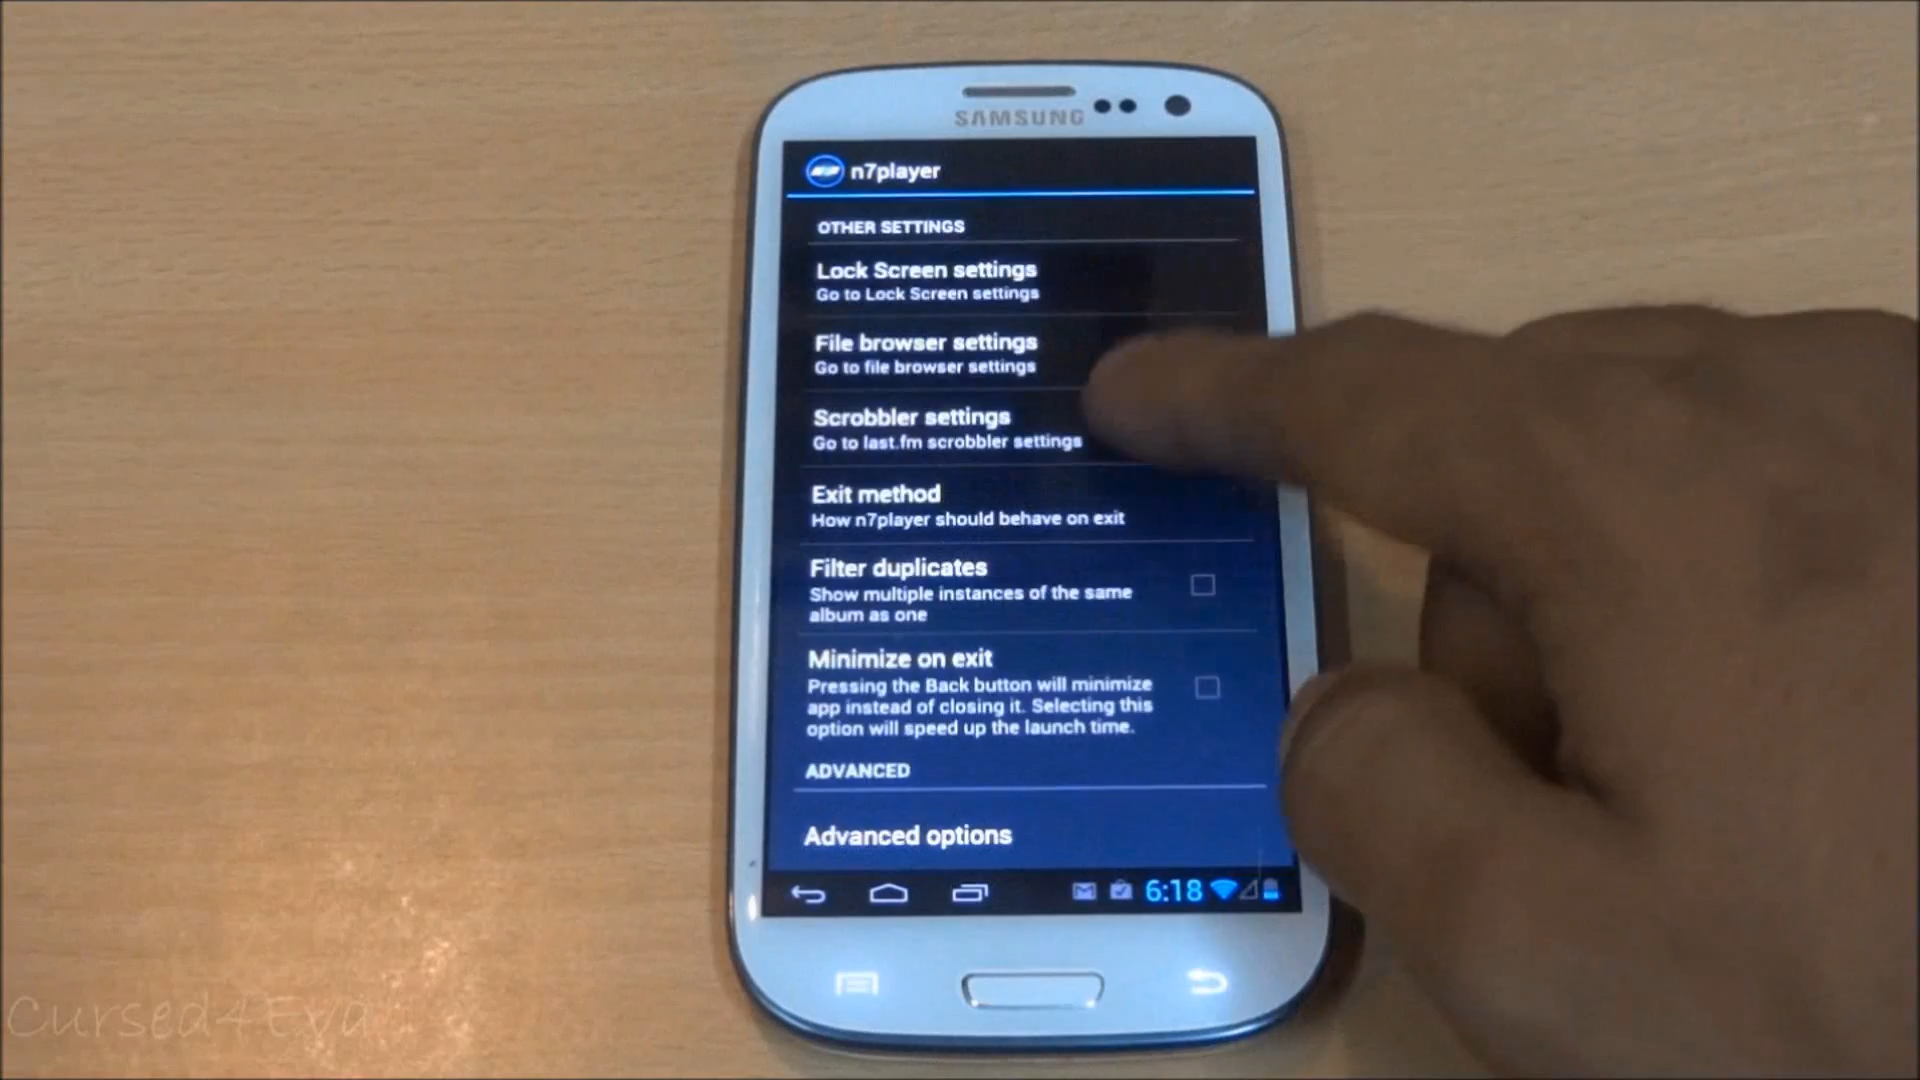 SAMSUNG
n7player
OTHER SETTINGS
Lock Screen settings
Go to Lock Screen settings
File browser settings
Go to file browser settings
Scrobbler settings
Go to last.fm scrobbler settings
Exit method
How n7player should behave on exit
Filter duplicates
Show multiple instances of the same
album as one
Minimize on exit
Pressing the Back button will minimize
app instead of closing it. Selecting this
option will speed up the launch time.
ADVANCED
Advanced options
6:18
Cursed4Eva